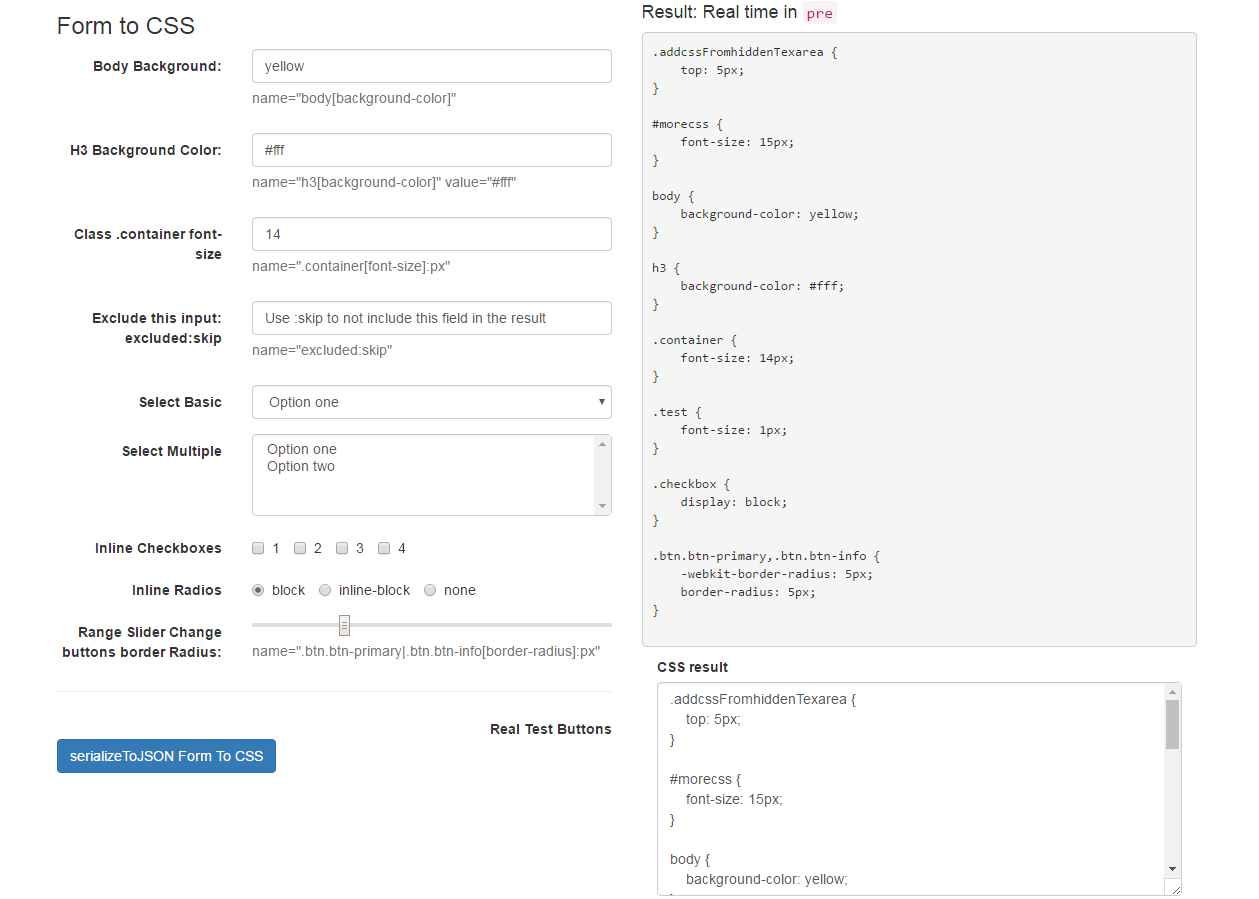 Form to CSS
Body Background:
yellow
name="body[background-color]"
H3 Background Color:
#fff
name="h3[background-color]" value="#fff"
Class .container font-
size
14
name=".container[font-size]:px"
Exclude this input:
excluded:skip
Use :skip to not include this field in the result
name="excluded:skip"
Select Basic
Option one
Select Multiple
Option one
Option two
Inline Checkboxes
1 2 3 4
Inline Radios
block inline-block none
Range Slider Change
buttons border Radius:
name=".btn.btn-primary|.btn.btn-info[border-radius]:px"
Real Test Buttons
serializeToJSON Form To CSS
Result: Real time in pre
.addcssFromhiddenTexarea {
    top: 5px;
}
#morecss {
    font-size: 15px;
}
body {
    background-color: yellow;
}
h3 {
    background-color: #fff;
}
.container {
    font-size: 14px;
}
.test {
    font-size: 1px;
}
.checkbox {
    display: block;
}
.btn.btn-primary,.btn.btn-info {
    -webkit-border-radius: 5px;
    border-radius: 5px;
}
CSS result
.addcssFromhiddenTexarea {
    top: 5px;
}
#morecss {
    font-size: 15px;
}
body {
    background-color: yellow;